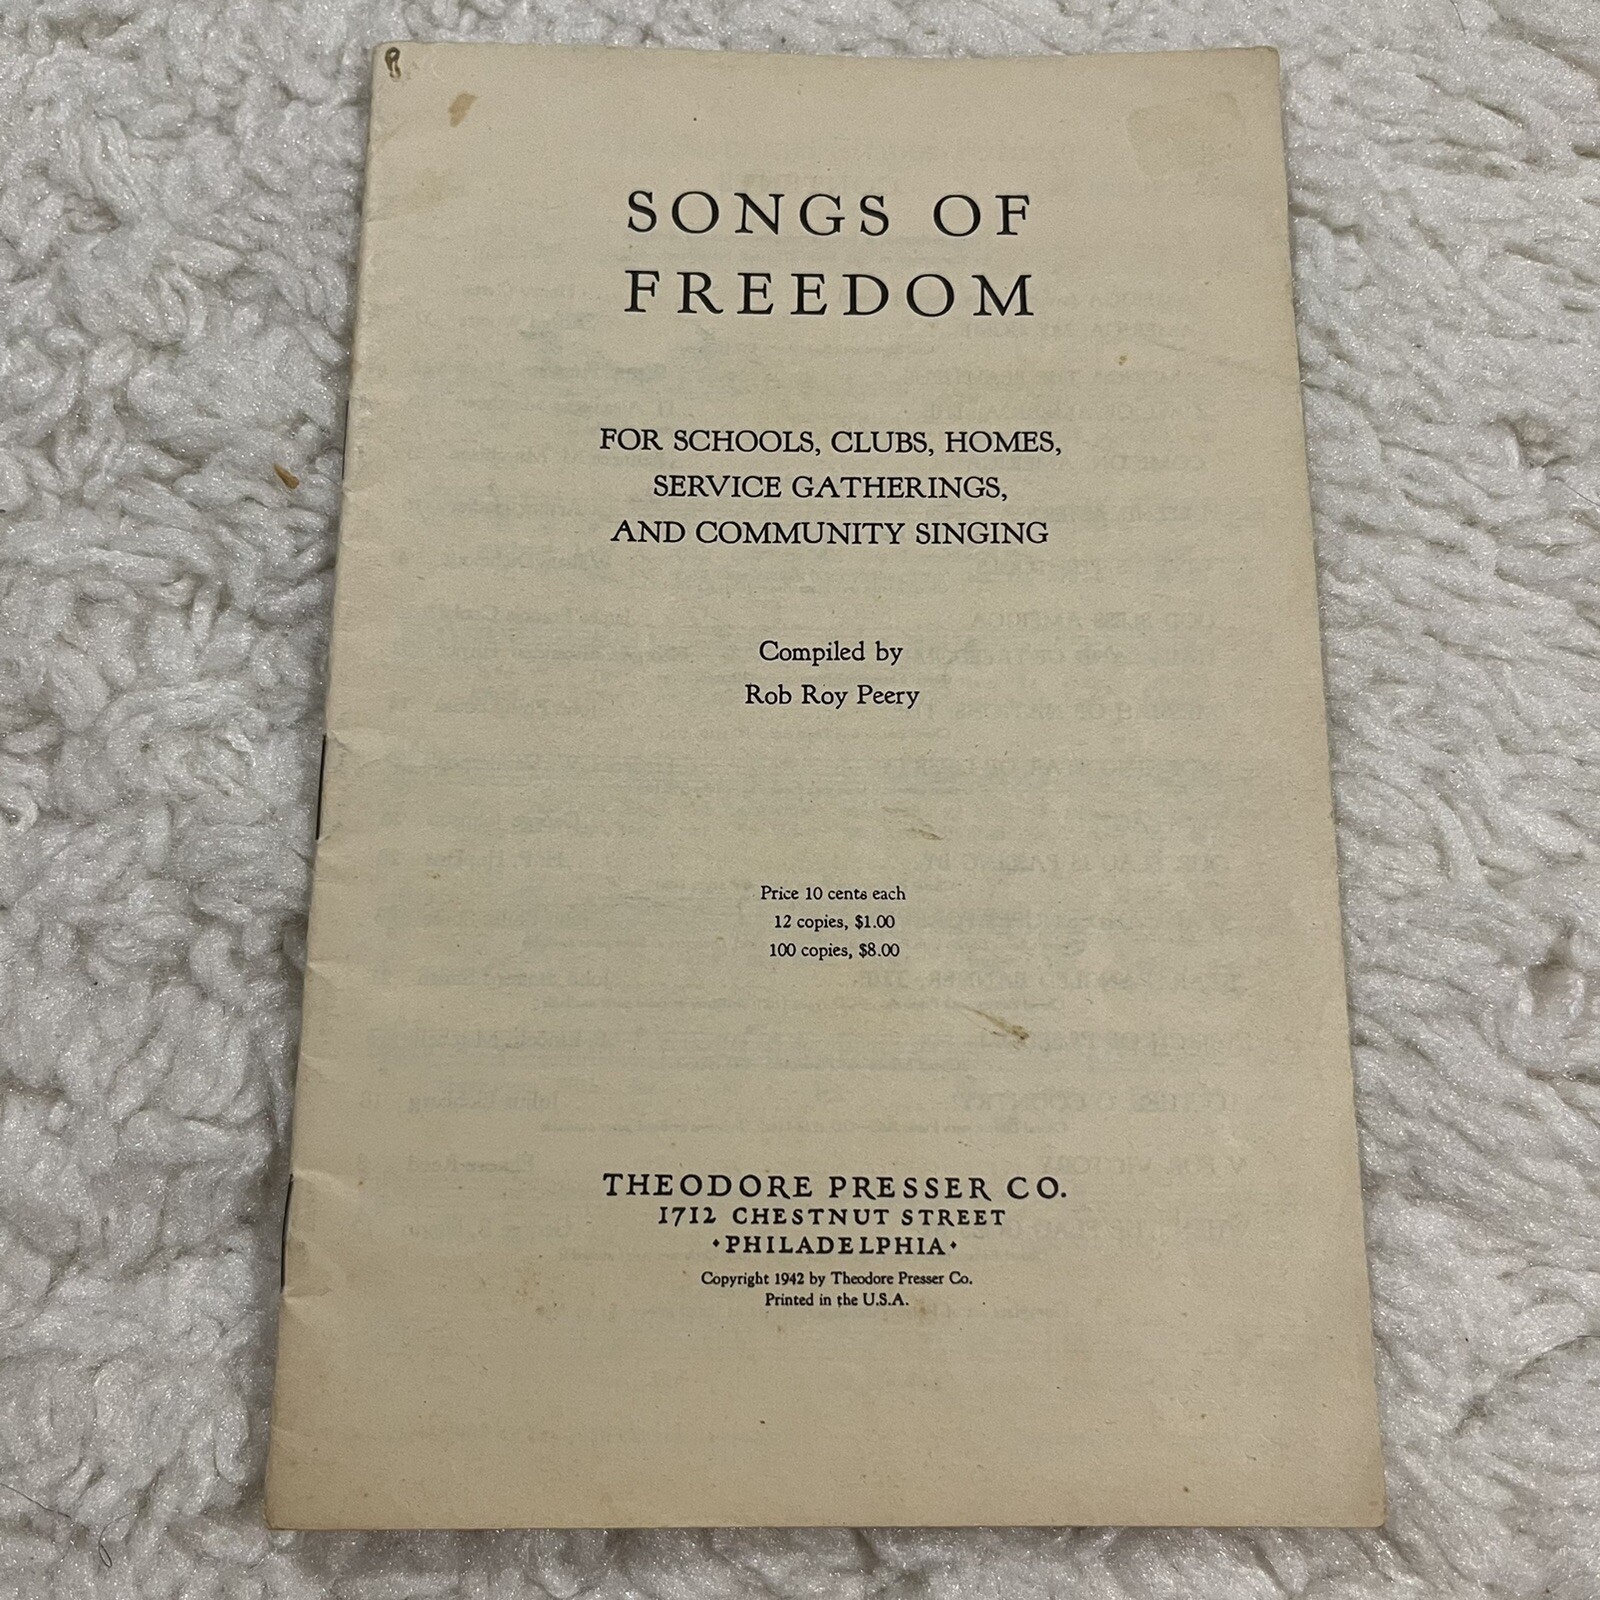 SONGS OF
FREEDOM
FOR SCHOOLS, CLUBS, HOMES,
SERVICE GATHERINGS,
AND COMMUNITY SINGING
Compiled by
Rob Roy Peery
Price 10 cents each
12 copies, $1.00
100 copies, $8.00
THEODORE PRESSER CO.
1712 CHESTNUT STREET
•PHILADELPHIA•
Copyright 1942 by Theodore Presser Co.
Printed in the U.S.A.